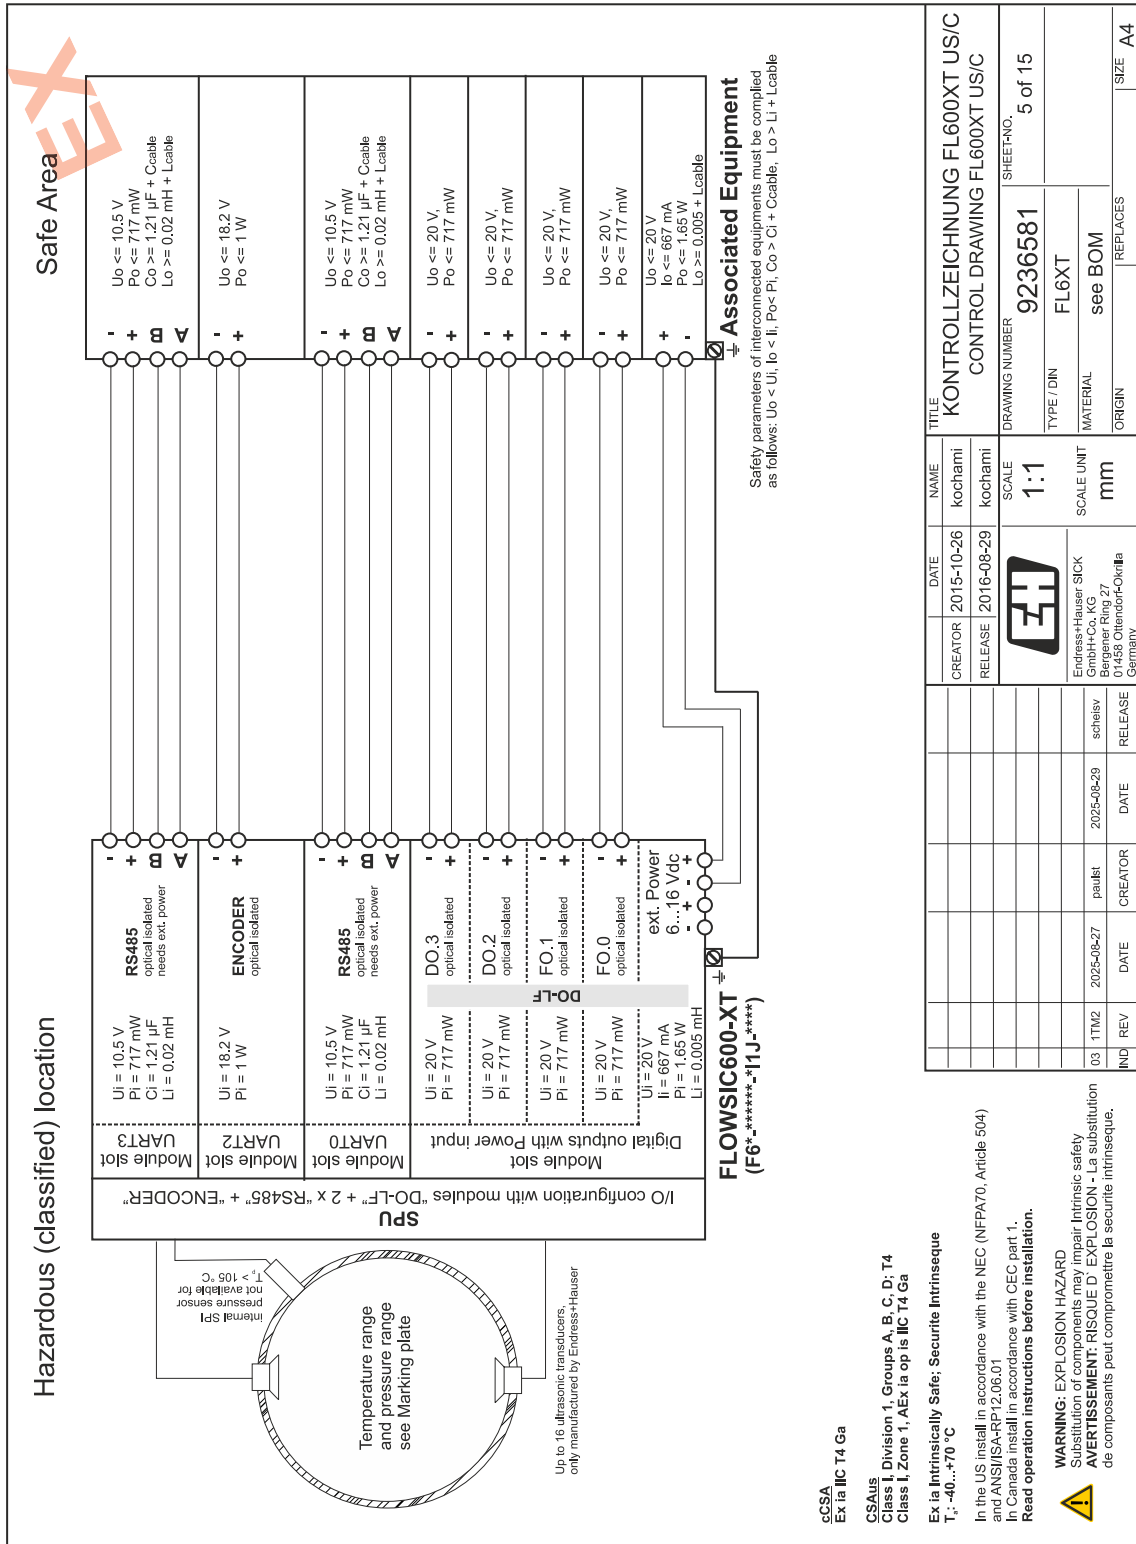 Hazardous (classified) location
Safe Area
EX
Temperature range
and pressure range
see Marking plate
internal SPI
pressure sensor
not available for
Tp > 105 °C
Up to 16 ultrasonic transducers,
only manufactured by Endress+Hauser
SPU
I/O configuration with modules "DO-LF" + 2 x "RS485" + "ENCODER"
Module slot
UART3
Ui = 10.5 V
Pi = 717 mW
Ci = 1.21 µF
Li = 0.02 mH
RS485
optical isolated
needs ext. power
-
+
B
A
-
+
B
A
Uo <= 10.5 V
Po <= 717 mW
Co >= 1.21 µF + Ccable
Lo >= 0.02 mH + Lcable
Module slot
UART2
Ui = 18.2 V
Pi = 1 W
ENCODER
optical isolated
-
+
-
+
Uo <= 18.2 V
Po <= 1 W
Module slot
UART0
Ui = 10.5 V
Pi = 717 mW
Ci = 1.21 µF
Li = 0.02 mH
RS485
optical isolated
needs ext. power
-
+
B
A
-
+
B
A
Uo <= 10.5 V
Po <= 717 mW
Co >= 1.21 µF + Ccable
Lo >= 0.02 mH + Lcable
Module slot
Digital outputs with Power input
DO-LF
Ui = 20 V
Pi = 717 mW
DO.3
optical isolated
-
+
-
+
Uo <= 20 V,
Po <= 717 mW
Ui = 20 V
Pi = 717 mW
DO.2
optical isolated
-
+
-
+
Uo <= 20 V,
Po <= 717 mW
Ui = 20 V
Pi = 717 mW
FO.1
optical isolated
-
+
-
+
Uo <= 20 V,
Po <= 717 mW
Ui = 20 V
Pi = 717 mW
FO.0
optical isolated
-
+
-
+
Uo <= 20 V,
Po <= 717 mW
Ui = 20 V
Ii = 667 mA
Pi = 1.65 W
Li = 0.005 mH
ext. Power
6...16 Vdc
- + - +
+
-
Uo <= 20 V
Io <= 667 mA
Po <= 1.65 W
Lo >= 0.005 + Lcable
FLOWSIC600-XT
(F6*-******-*I1J-****)
Associated Equipment
Safety parameters of interconnected equipments must be complied
as follows: Uo < Ui, Io < Ii, Po< Pi, Co > Ci + Ccable, Lo > Li + Lcable
cCSA
Ex ia IIC T4 Ga
CSAus
Class I, Division 1, Groups A, B, C, D; T4
Class I, Zone 1, AEx ia op is IIC T4 Ga
Ex ia Intrinsically Safe; Securite Intrinseque
Ta: -40...+70 °C
In the US install in accordance with the NEC (NFPA70, Article 504)
and ANSI/ISA-RP12.06.01
In Canada install in accordance with CEC part 1.
Read operation instructions before installation.
WARNING: EXPLOSION HAZARD
Substitution of components may impair Intrinsic safety
AVERTISSEMENT: RISQUE D` EXPLOSION - La substitution
de composants peut compromettre la securite intrinseque.
03 1TM2 2025-08-27 paulst 2025-08-29 scheisv
IND REV DATE CREATOR DATE RELEASE
DATE NAME
CREATOR 2015-10-26 kochami
RELEASE 2016-08-29 kochami
EH
Endress+Hauser SICK
GmbH+Co. KG
Bergener Ring 27
01458 Ottendorf-Okrilla
Germany
SCALE
1:1
SCALE UNIT
mm
TITLE
KONTROLLZEICHNUNG FL600XT US/C
CONTROL DRAWING FL600XT US/C
DRAWING NUMBER
9236581
SHEET-NO.
5 of 15
TYPE / DIN
FL6XT
MATERIAL
see BOM
ORIGIN
REPLACES
SIZE
A4